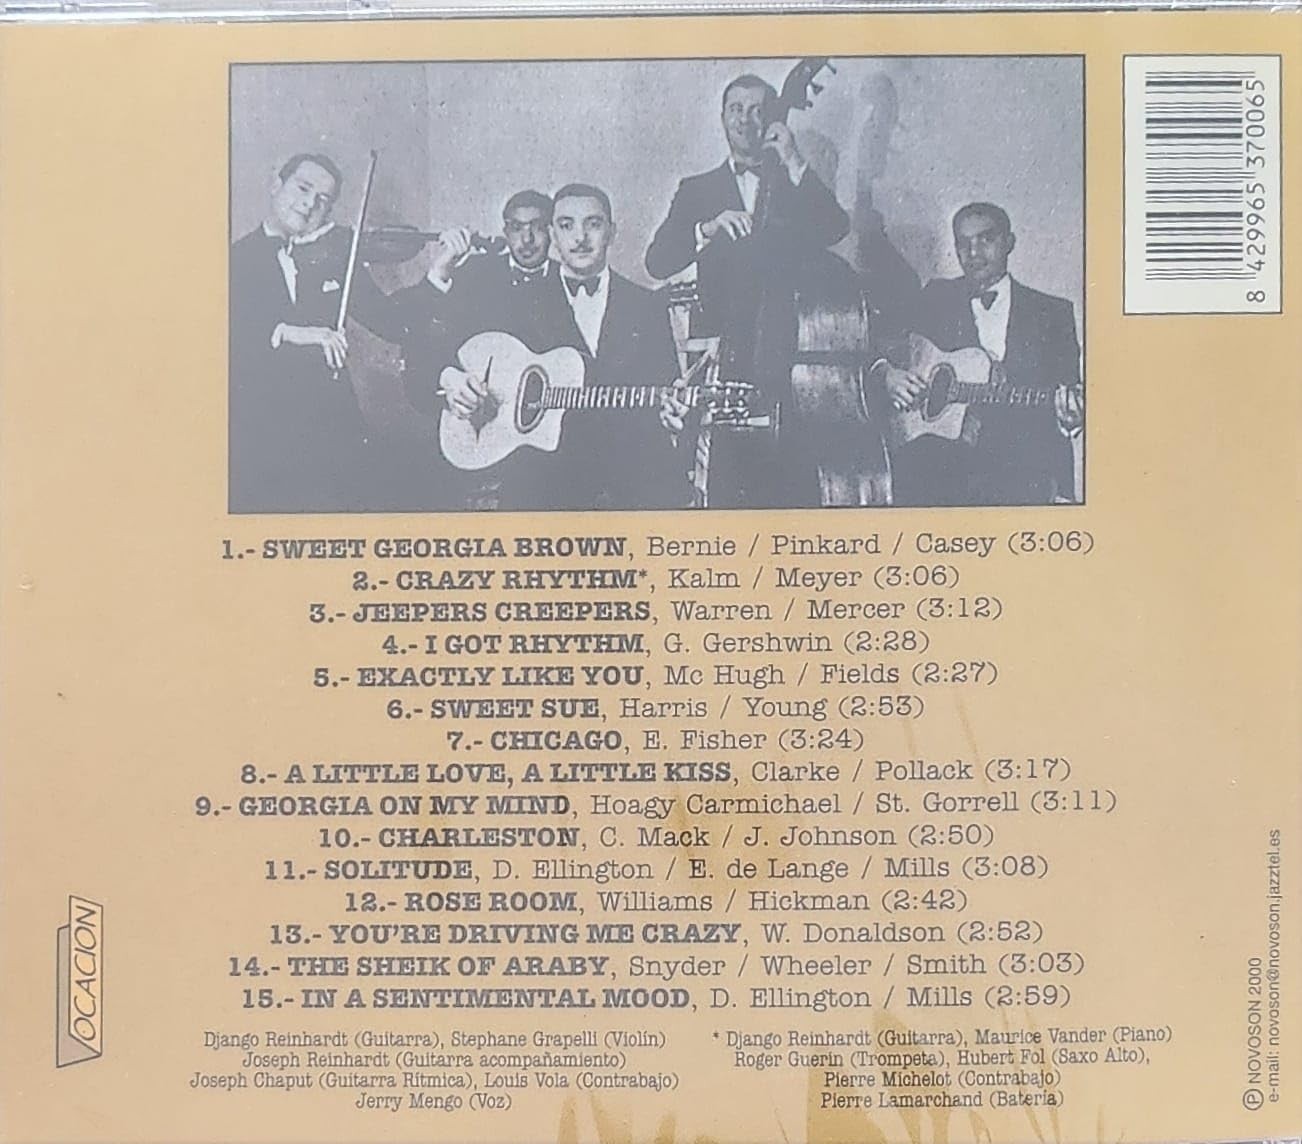 8 429965 370065
1.- SWEET GEORGIA BROWN, Bernie / Pinkard / Casey (3:06)
2.- CRAZY RHYTHM*, Kalm / Meyer (3:06)
3.- JEEPERS CREEPERS, Warren / Mercer (3:12)
4.- I GOT RHYTHM, G. Gershwin (2:28)
5.- EXACTLY LIKE YOU, Mc Hugh / Fields (2:27)
6.- SWEET SUE, Harris / Young (2:53)
7.- CHICAGO, E. Fisher (3:24)
8.- A LITTLE LOVE, A LITTLE KISS, Clarke / Pollack (3:17)
9.- GEORGIA ON MY MIND, Hoagy Carmichael / St. Gorrell (3:11)
10.- CHARLESTON, C. Mack / J. Johnson (2:50)
11.- SOLITUDE, D. Ellington / E. de Lange / Mills (3:08)
12.- ROSE ROOM, Williams / Hickman (2:42)
13.- YOU'RE DRIVING ME CRAZY, W. Donaldson (2:52)
14.- THE SHEIK OF ARABY, Snyder / Wheeler / Smith (3:03)
15.- IN A SENTIMENTAL MOOD, D. Ellington / Mills (2:59)
Django Reinhardt (Guitarra), Stephane Grapelli (Violín)
Joseph Reinhardt (Guitarra acompañamiento)
Joseph Chaput (Guitarra Rítmica), Louis Vola (Contrabajo)
Jerry Mengo (Voz)
* Django Reinhardt (Guitarra), Maurice Vander (Piano)
Roger Guerin (Trompeta), Hubert Fol (Saxo Alto),
Pierre Michelot (Contrabajo)
Pierre Lamarchand (Batería)
VOCACION
Ⓟ NOVOSON 2000
e-mail: novoson@novoson.jazztel.es